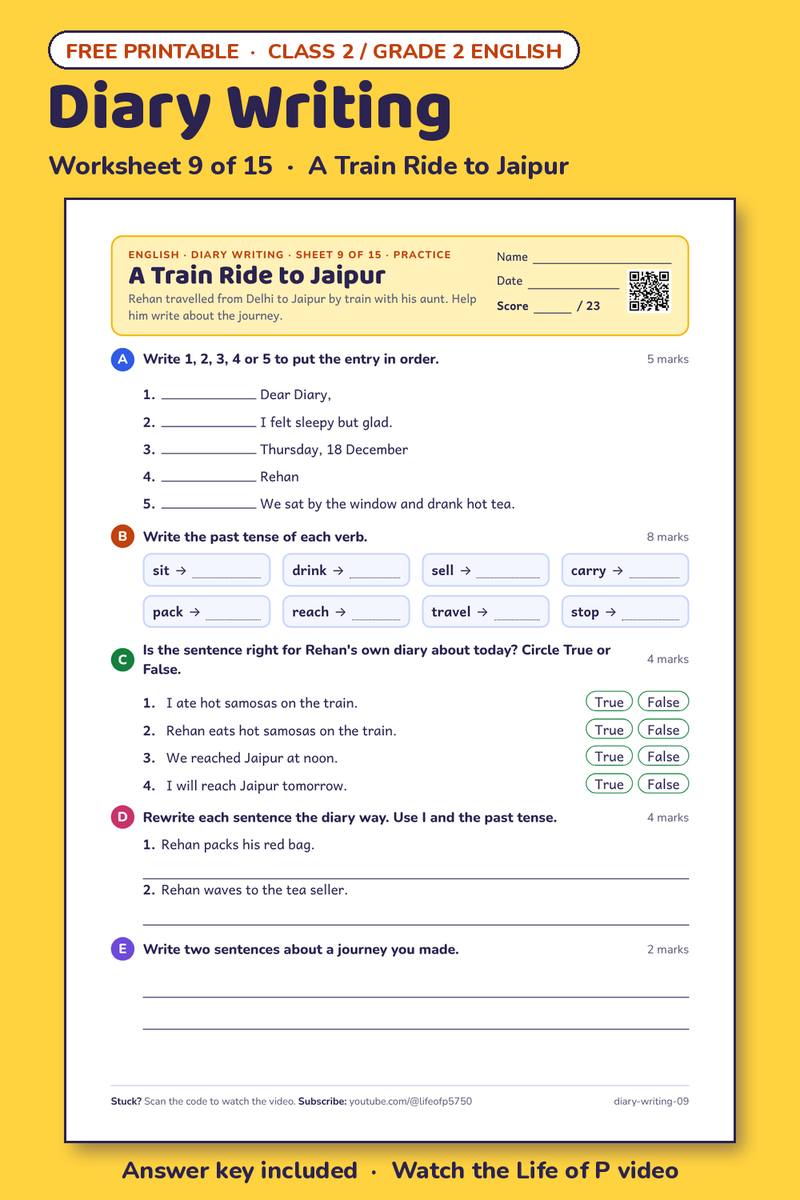 FREE PRINTABLE · CLASS 2 / GRADE 2 ENGLISH
Diary Writing
Worksheet 9 of 15 · A Train Ride to Jaipur
ENGLISH · DIARY WRITING · SHEET 9 OF 15 · PRACTICE
A Train Ride to Jaipur
Rehan travelled from Delhi to Jaipur by train with his aunt. Help
him write about the journey.
Name
Date
Score / 23
A Write 1, 2, 3, 4 or 5 to put the entry in order. 5 marks
1. Dear Diary,
2. I felt sleepy but glad.
3. Thursday, 18 December
4. Rehan
5. We sat by the window and drank hot tea.
B Write the past tense of each verb. 8 marks
sit → drink → sell → carry →
pack → reach → travel → stop →
C Is the sentence right for Rehan's own diary about today? Circle True or
False. 4 marks
1. I ate hot samosas on the train. True False
2. Rehan eats hot samosas on the train. True False
3. We reached Jaipur at noon. True False
4. I will reach Jaipur tomorrow. True False
D Rewrite each sentence the diary way. Use I and the past tense. 4 marks
1. Rehan packs his red bag.
2. Rehan waves to the tea seller.
E Write two sentences about a journey you made. 2 marks
Stuck? Scan the code to watch the video. Subscribe: youtube.com/@lifeofp5750 diary-writing-09
Answer key included · Watch the Life of P video